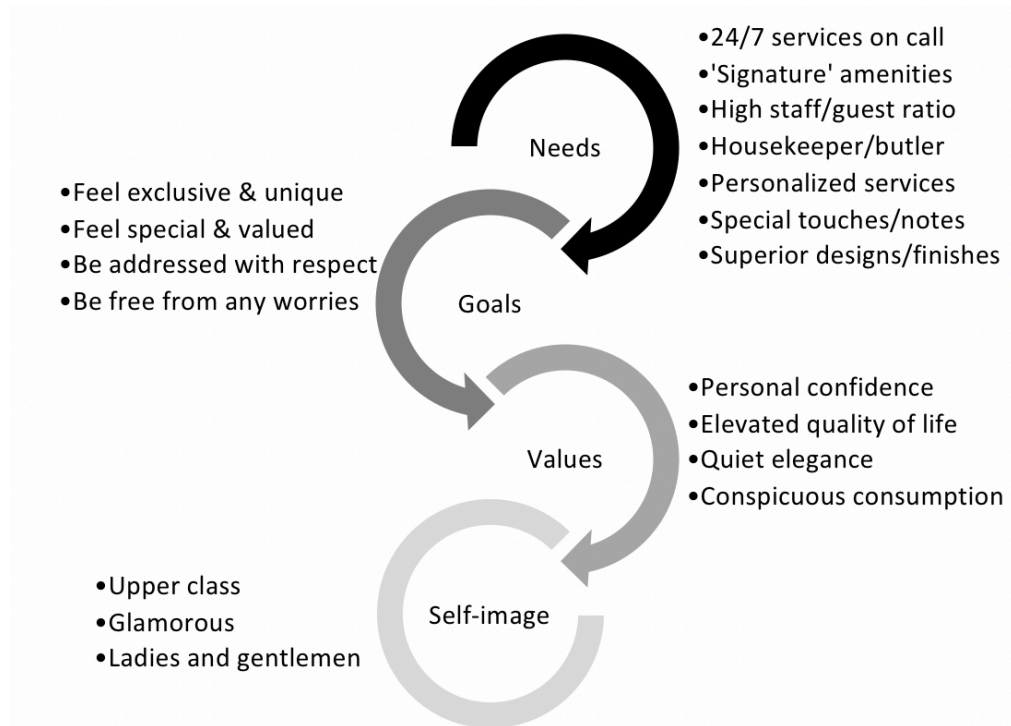 Needs
•24/7 services on call
•'Signature' amenities
•High staff/guest ratio
•Housekeeper/butler
•Personalized services
•Special touches/notes
•Superior designs/finishes
Goals
•Feel exclusive & unique
•Feel special & valued
•Be addressed with respect
•Be free from any worries
Values
•Personal confidence
•Elevated quality of life
•Quiet elegance
•Conspicuous consumption
Self-image
•Upper class
•Glamorous
•Ladies and gentlemen